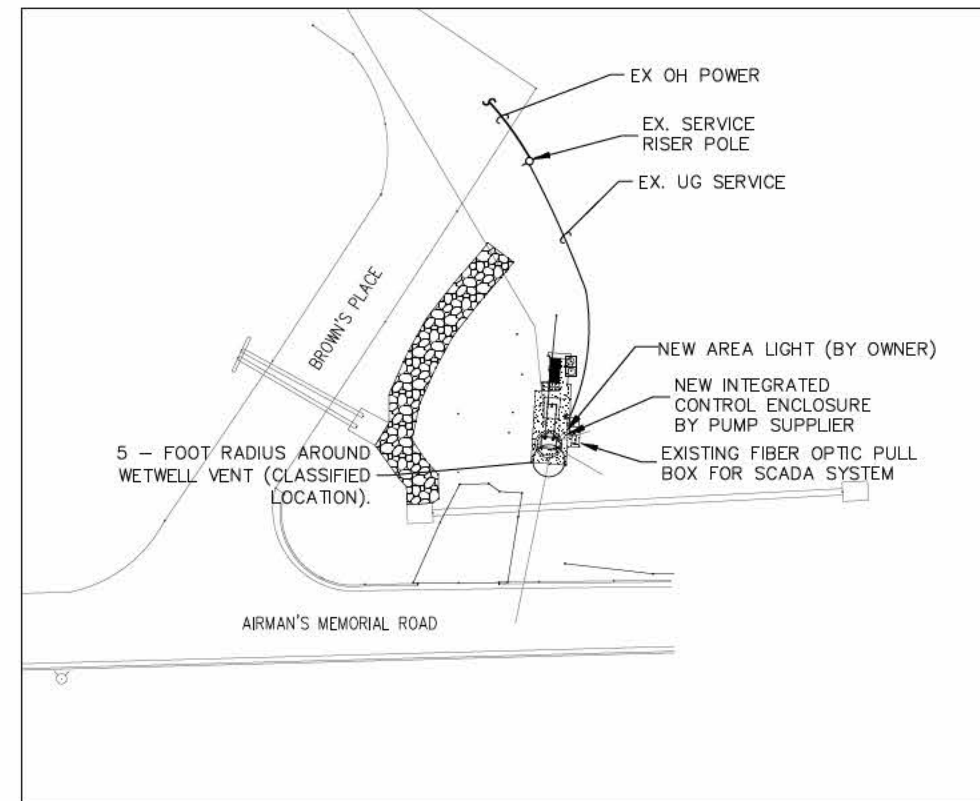 EX OH POWER
EX. SERVICE
RISER POLE
EX. UG SERVICE
BROWN'S PLACE
NEW AREA LIGHT (BY OWNER)
NEW INTEGRATED
CONTROL ENCLOSURE
BY PUMP SUPPLIER
EXISTING FIBER OPTIC PULL
BOX FOR SCADA SYSTEM
5 – FOOT RADIUS AROUND
WETWELL VENT (CLASSIFIED
LOCATION).
AIRMAN'S MEMORIAL ROAD